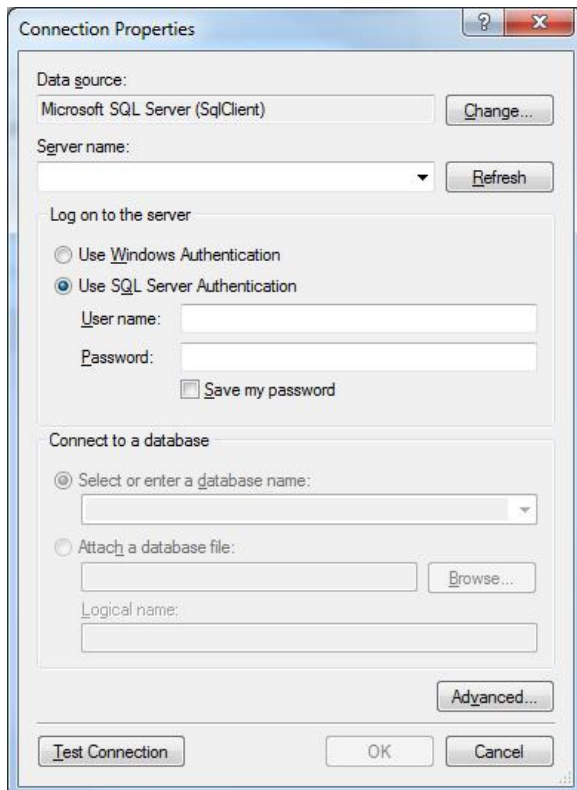 Connection Properties
?
Data source:
Microsoft SQL Server (SqlClient)
Change...
Server name:
Refresh
Log on to the server
Use Windows Authentication
Use SQL Server Authentication
User name:
Password:
Save my password
Connect to a database
Select or enter a database name:
Attach a database file:
Browse...
Logical name:
Advanced...
Test Connection
OK
Cancel